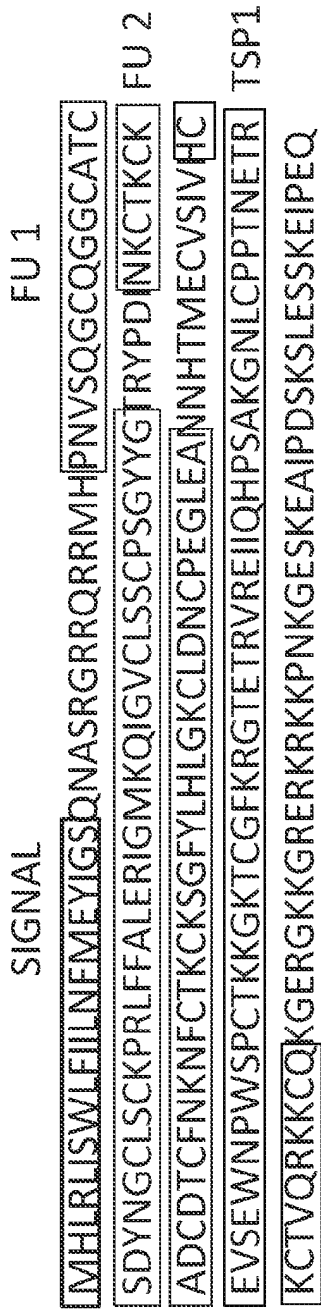 SIGNAL FU 1
MHLRLISWLFIILNFMEYIGSQNASRGRRQRRMHPNVSQGCQGGCATC
SDYNGCLSCKPRLFFALERIGMKQIGVCLSSCPSGYYGTRYPDINKCTKCK FU 2
ADCDTCFNKNFCTKCKSGFYLHLGKCLDNCPEGLEANNHTMECVSIVHC
EVSEWNPWSPCTKKGKTCGFKRGTETRVREIIQHPSAKGNLCPPTNETR TSP1
KCTVQRKKCQKGERGKKGRERKRKKPNKGESKEAIPDSKSLESSKEIPEQ